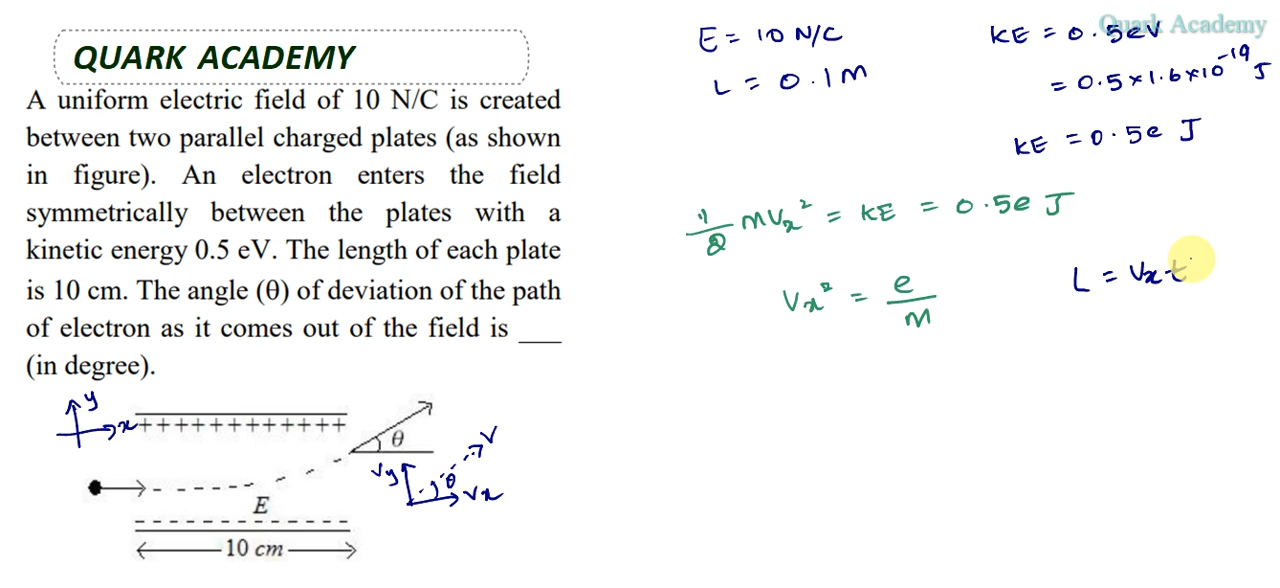 QUARK ACADEMY
A uniform electric field of 10 N/C is created
between two parallel charged plates (as shown
in figure). An electron enters the field
symmetrically between the plates with a
kinetic energy 0.5 eV. The length of each plate
is 10 cm. The angle (θ) of deviation of the path
of electron as it comes out of the field is ___
(in degree).
y
x
+ + + + + + + + + + + +
θ
E
10 cm
Vy
θ
V
Vx
Quark Academy
E = 10 N/C
L = 0.1 m
KE = 0.5eV
= 0.5×1.6×10⁻¹⁹ J
KE = 0.5e J
1/2 mVx² = KE = 0.5e J
Vx² = e/m
L = Vx t